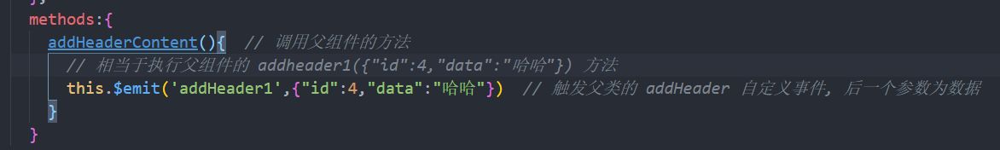 },
methods:{
addHeaderContent(){ // 调用父组件的方法
// 相当于执行父组件的 addheader1({"id":4,"data":"哈哈"}) 方法
this.$emit('addHeader1',{"id":4,"data":"哈哈"}) // 触发父类的 addHeader 自定义事件, 后一个参数为数据
}
}